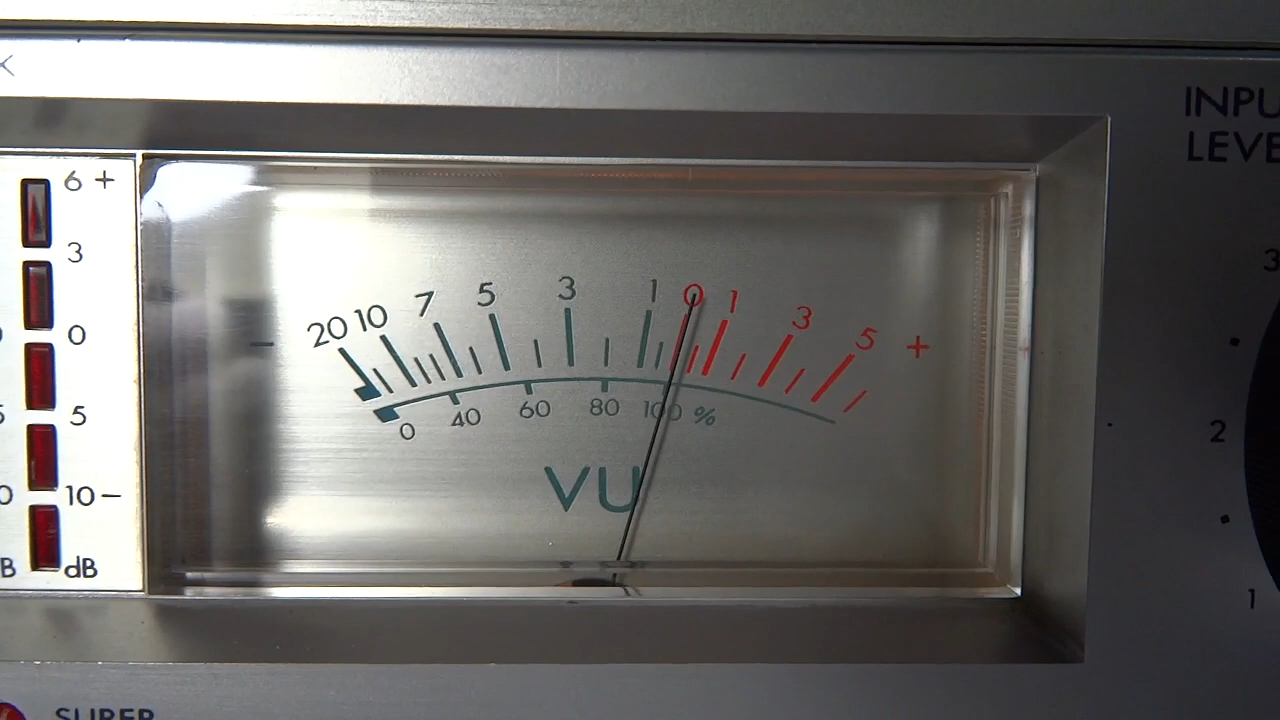 INPU
LEVE
6 +
3
0
5
10 −
dB
B
20 10 7 5 3 1 0 1 3 5
− +
0 40 60 80 100 %
VU
3
2
1
SUPER